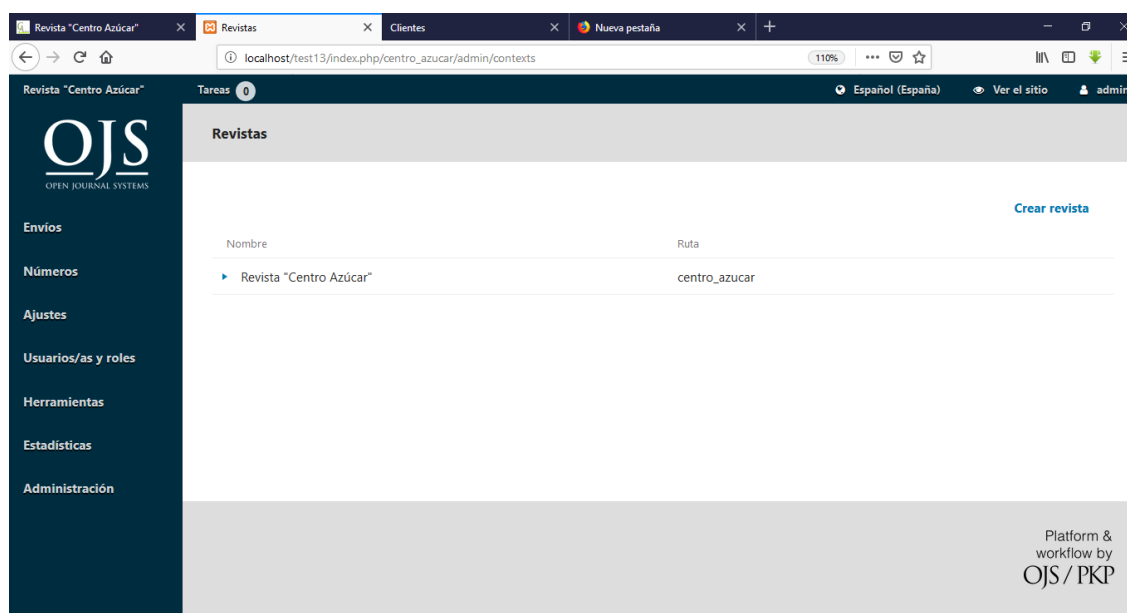 Revista "Centro Azúcar"
Revistas
Clientes
Nueva pestaña
localhost/test13/index.php/centro_azucar/admin/contexts
110%
Revista "Centro Azúcar"
Tareas 0
Español (España)
Ver el sitio
admin
OJS
OPEN JOURNAL SYSTEMS
Revistas
Crear revista
Envíos
Nombre Ruta
Números
Revista "Centro Azúcar" centro_azucar
Ajustes
Usuarios/as y roles
Herramientas
Estadísticas
Administración
Platform &
workflow by
OJS / PKP